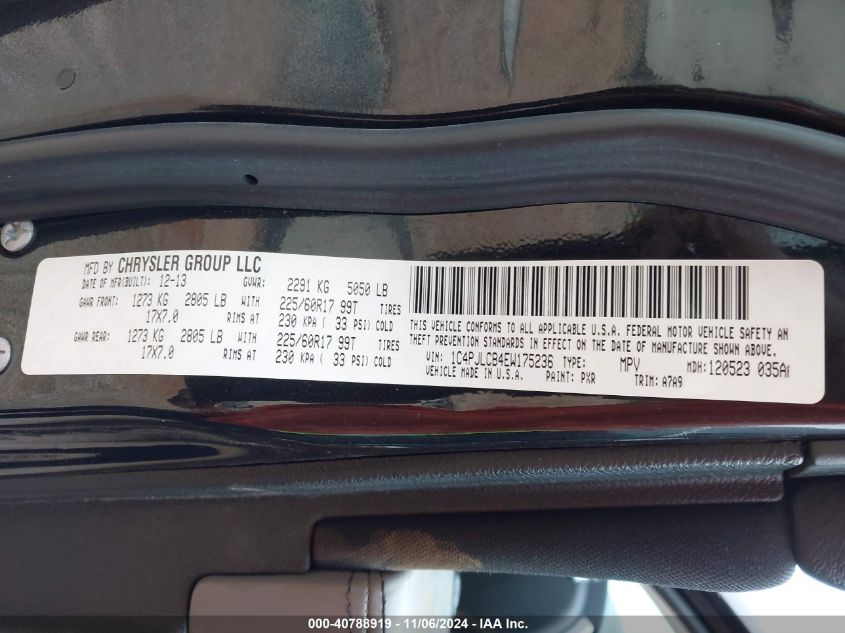 MFD BY CHRYSLER GROUP LLC
DATE OF MFR(BUILT): 12-13 GVWR: 2291 KG 5050 LB
GAWR FRONT: 1273 KG 2805 LB WITH 225/60R17 99T TIRES
17X7.0 RIMS AT 230 KPA ( 33 PSI) COLD
GAWR REAR: 1273 KG 2805 LB WITH 225/60R17 99T TIRES
17X7.0 RIMS AT 230 KPA ( 33 PSI) COLD
THIS VEHICLE CONFORMS TO ALL APPLICABLE U.S.A. FEDERAL MOTOR VEHICLE SAFETY AND
THEFT PREVENTION STANDARDS IN EFFECT ON THE DATE OF MANUFACTURE SHOWN ABOVE.
VIN: 1C4PJLCB4EW175236 TYPE: MPV MDH: 120523 035A
VEHICLE MADE IN U.S.A. PAINT: PXR TRIM: A7A9
000-40788919 - 11/06/2024 - IAAI.com